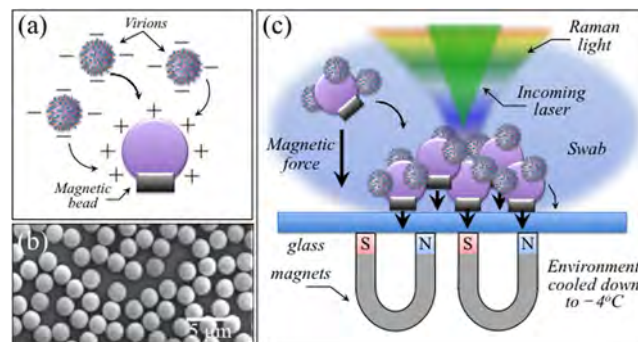 (a)
Virions
Magnetic
bead
(b)
5 μm
(c)
Raman
light
Incoming
laser
Magnetic
force
Swab
glass
S
N
S
N
magnets
Environment
cooled down
to −4°C